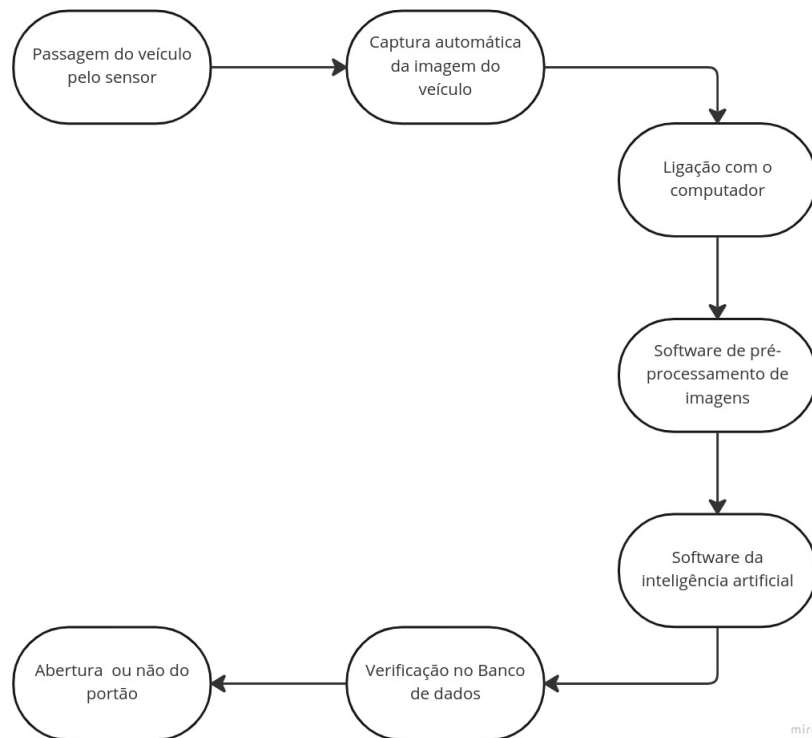 Passagem do veículo
pelo sensor
Captura automática
da imagem do
veículo
Ligação com o
computador
Software de pré-
processamento de
imagens
Software da
inteligência artificial
Verificação no Banco
de dados
Abertura ou não do
portão